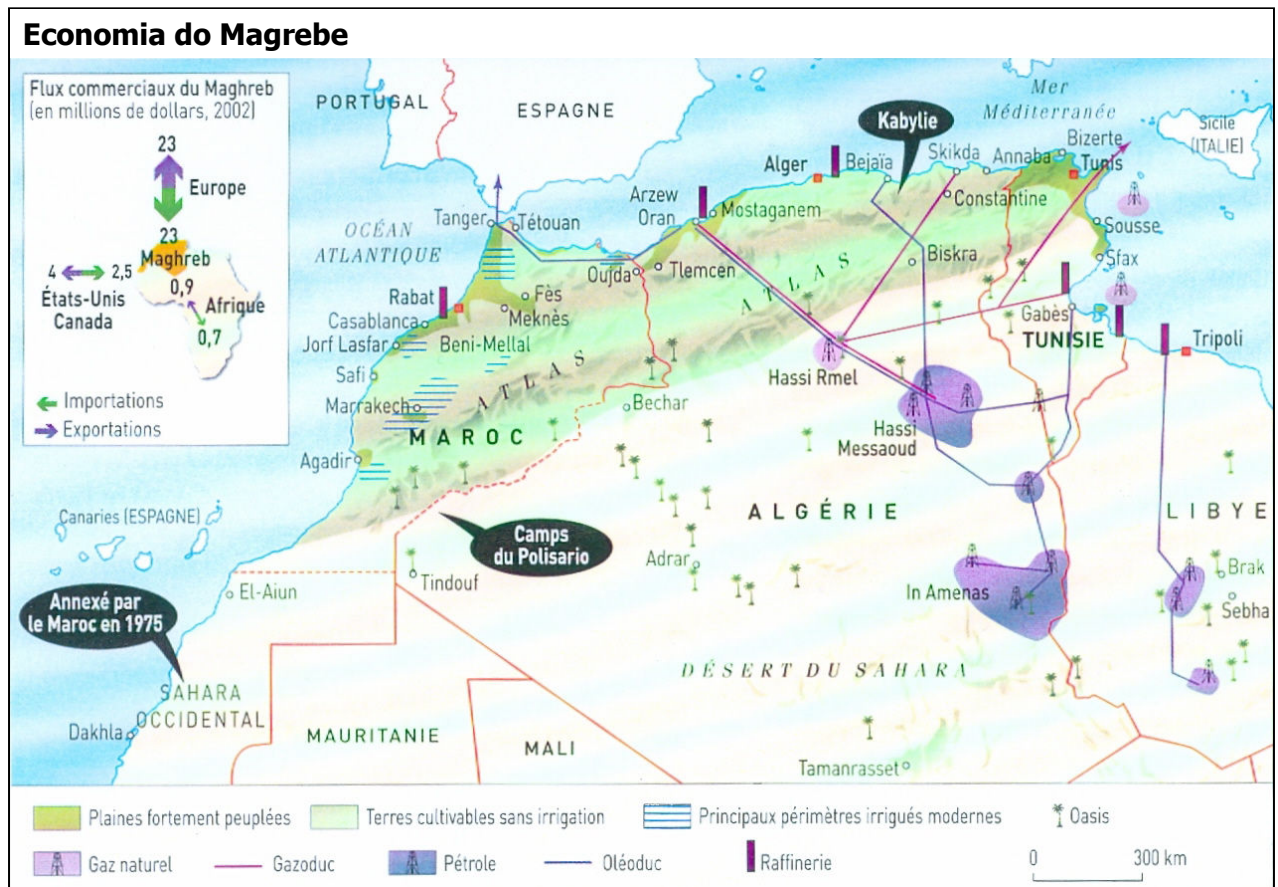 Economia do Magrebe
Flux commerciaux du Maghreb
(en millions de dollars, 2002)
23
Europe
23
Maghreb
4
2,5
États-Unis
Canada
0,9
Afrique
0,7
Importations
Exportations
PORTUGAL
ESPAGNE
Mer
Méditerranée
Sicile
(ITALIE)
OCÉAN
ATLANTIQUE
Kabylie
Alger
Bejaïa
Skikda
Annaba
Bizerte
Tunis
Constantine
Arzew
Oran
Mostaganem
Tanger
Tétouan
Oujda
Tlemcen
Biskra
Sousse
Sfax
Rabat
Fès
Meknès
Casablanca
Jorf Lasfar
Beni-Mellal
Safi
Marrakech
Agadir
ATLAS
ATLAS
MAROC
Bechar
Hassi Rmel
Hassi
Messaoud
Gabès
TUNISIE
Tripoli
ALGÉRIE
LIBYE
Canaries (ESPAGNE)
Camps
du Polisario
Adrar
Tindouf
El-Aiun
In Amenas
Brak
Sebha
Annexé par
le Maroc en 1975
DÉSERT DU SAHARA
SAHARA
OCCIDENTAL
Dakhla
MAURITANIE
MALI
Tamanrasset
Plaines fortement peuplées
Terres cultivables sans irrigation
Principaux périmètres irrigués modernes
Oasis
Gaz naturel
Gazoduc
Pétrole
Oléoduc
Raffinerie
0
300 km